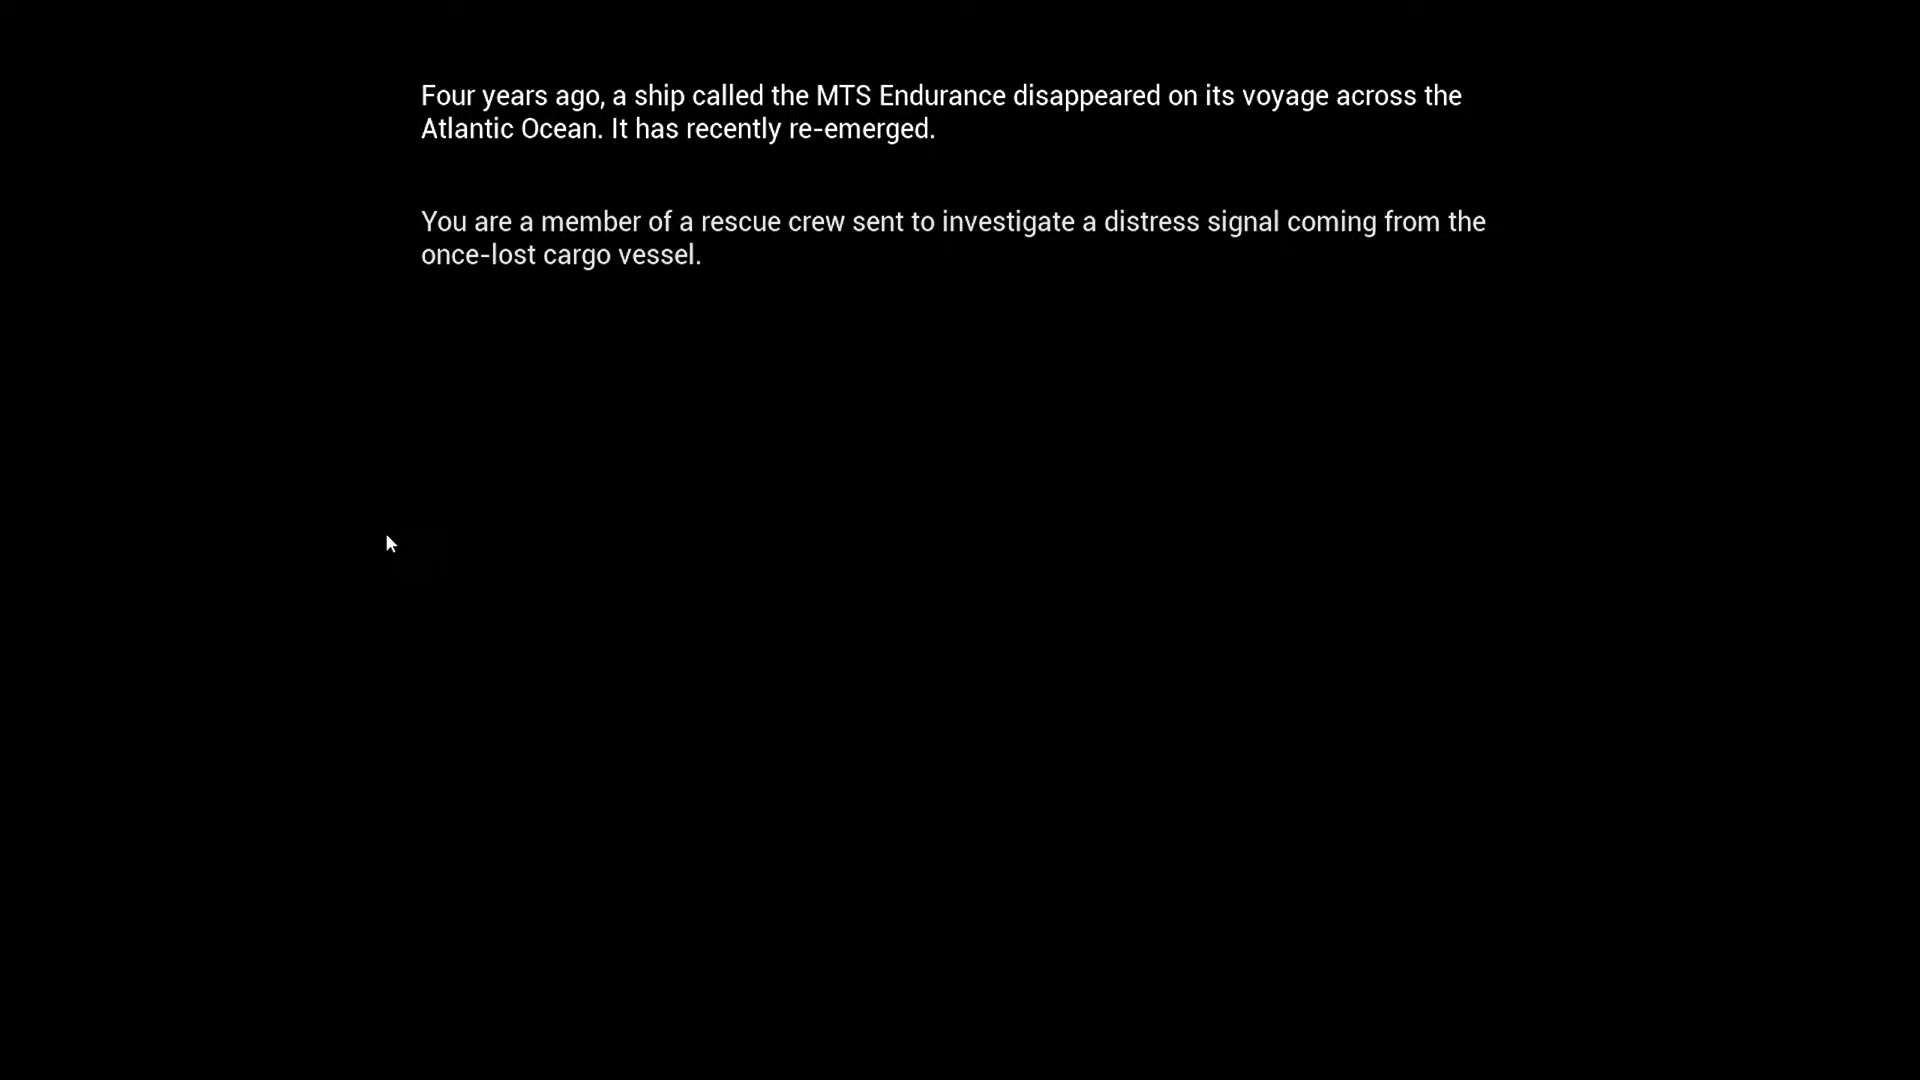 Four years ago, a ship called the MTS Endurance disappeared on its voyage across the
Atlantic Ocean. It has recently re-emerged.
You are a member of a rescue crew sent to investigate a distress signal coming from the
once-lost cargo vessel.